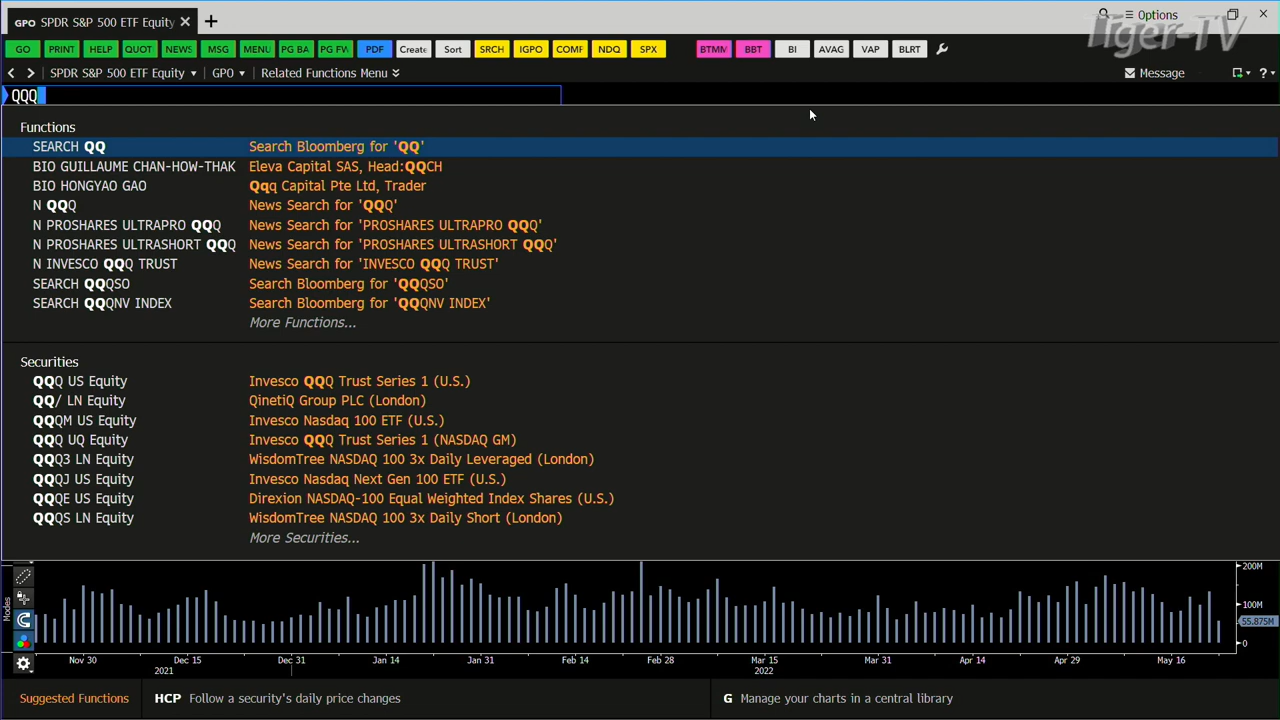 GPO SPDR S&P 500 ETF Equity
Options
Tiger-TV
GO PRINT HELP QUOT NEWS MSG MENU PG BA PG FW PDF Create Sort SRCH IGPO COMF NDQ SPX BTMM BBT BI AVAG VAP BLRT
SPDR S&P 500 ETF Equity GPO Related Functions Menu Message ?
QQQ
Functions
SEARCH QQ Search Bloomberg for 'QQ'
BIO GUILLAUME CHAN-HOW-THAK Eleva Capital SAS, Head:QQCH
BIO HONGYAO GAO Qqq Capital Pte Ltd, Trader
N QQQ News Search for 'QQQ'
N PROSHARES ULTRAPRO QQQ News Search for 'PROSHARES ULTRAPRO QQQ'
N PROSHARES ULTRASHORT QQQ News Search for 'PROSHARES ULTRASHORT QQQ'
N INVESCO QQQ TRUST News Search for 'INVESCO QQQ TRUST'
SEARCH QQQSO Search Bloomberg for 'QQQSO'
SEARCH QQQNV INDEX Search Bloomberg for 'QQQNV INDEX'
More Functions...
Securities
QQQ US Equity Invesco QQQ Trust Series 1 (U.S.)
QQ/ LN Equity QinetiQ Group PLC (London)
QQQM US Equity Invesco Nasdaq 100 ETF (U.S.)
QQQ UQ Equity Invesco QQQ Trust Series 1 (NASDAQ GM)
QQQ3 LN Equity WisdomTree NASDAQ 100 3x Daily Leveraged (London)
QQQJ US Equity Invesco Nasdaq Next Gen 100 ETF (U.S.)
QQQE US Equity Direxion NASDAQ-100 Equal Weighted Index Shares (U.S.)
QQQS LN Equity WisdomTree NASDAQ 100 3x Daily Short (London)
More Securities...
Modes
200M
100M
55.875M
0
Nov 30 Dec 15 Dec 31 Jan 14 Jan 31 Feb 14 Feb 28 Mar 15 Mar 31 Apr 14 Apr 29 May 16
2021 2022
Suggested Functions HCP Follow a security's daily price changes G Manage your charts in a central library